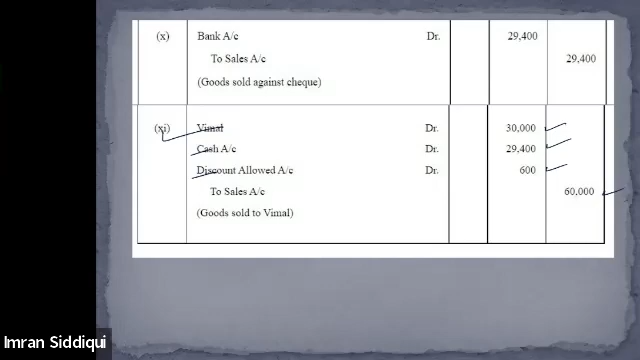 (x) Bank A/c Dr. 29,400
To Sales A/c 29,400
(Goods sold against cheque)
(xi) Vimal Dr. 30,000
Cash A/c Dr. 29,400
Discount Allowed A/c Dr. 600
To Sales A/c 60,000
(Goods sold to Vimal)
Imran Siddiqui